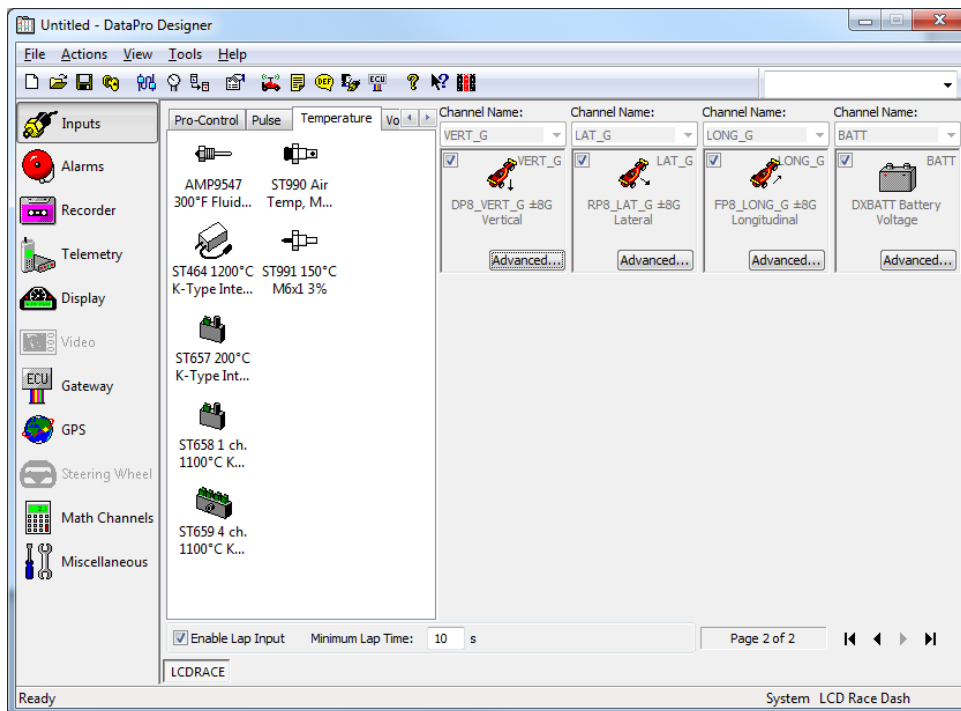 Untitled - DataPro Designer
File Actions View Tools Help
DEF ECU
Inputs
Alarms
Recorder
Telemetry
Display
Video
ECU
Gateway
GPS
Steering Wheel
Math Channels
Miscellaneous
Pro-Control Pulse Temperature Vo
AMP9547
300°F Fluid...
ST990 Air
Temp, M...
ST464 1200°C
K-Type Inte...
ST991 150°C
M6x1 3%
ST657 200°C
K-Type Int...
ST658 1 ch.
1100°C K...
ST659 4 ch.
1100°C K...
Channel Name: Channel Name: Channel Name: Channel Name:
VERT_G LAT_G LONG_G BATT
VERT_G LAT_G LONG_G BATT
DP8_VERT_G ±8G
Vertical
RP8_LAT_G ±8G
Lateral
FP8_LONG_G ±8G
Longitudinal
DXBATT Battery
Voltage
Advanced... Advanced... Advanced... Advanced...
Enable Lap Input Minimum Lap Time: 10 s
Page 2 of 2
LCDRACE
Ready System LCD Race Dash